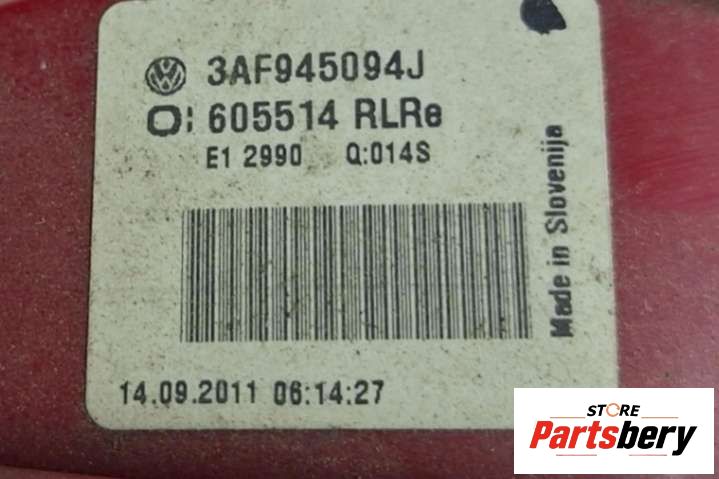 3AF945094J
O: 605514 RLRe
E1 2990 Q:014S
Made in Slovenija
14.09.2011 06:14:27
STORE
Partsbery